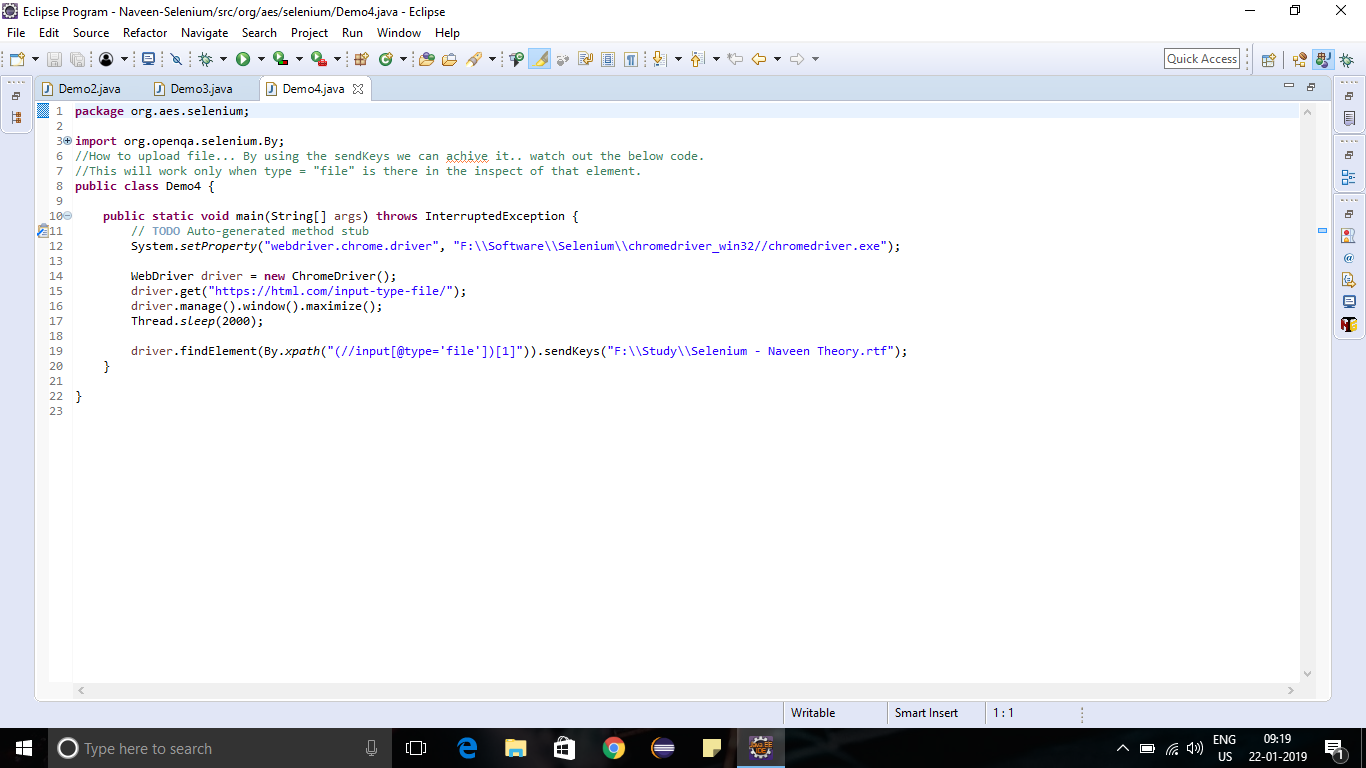 Eclipse Program - Naveen-Selenium/src/org/aes/selenium/Demo4.java - Eclipse
File Edit Source Refactor Navigate Search Project Run Window Help
Quick Access
Demo2.java Demo3.java Demo4.java
1 package org.aes.selenium;
2
3 import org.openqa.selenium.By;
6 //How to upload file... By using the sendKeys we can achive it.. watch out the below code.
7 //This will work only when type = "file" is there in the inspect of that element.
8 public class Demo4 {
9
10 public static void main(String[] args) throws InterruptedException {
11 // TODO Auto-generated method stub
12 System.setProperty("webdriver.chrome.driver", "F:\\Software\\Selenium\\chromedriver_win32//chromedriver.exe");
13
14 WebDriver driver = new ChromeDriver();
15 driver.get("https://html.com/input-type-file/");
16 driver.manage().window().maximize();
17 Thread.sleep(2000);
18
19 driver.findElement(By.xpath("(//input[@type='file'])[1]")).sendKeys("F:\\Study\\Selenium - Naveen Theory.rtf");
20 }
21
22 }
23
Writable Smart Insert 1 : 1
Type here to search
ENG
US
09:19
22-01-2019
1